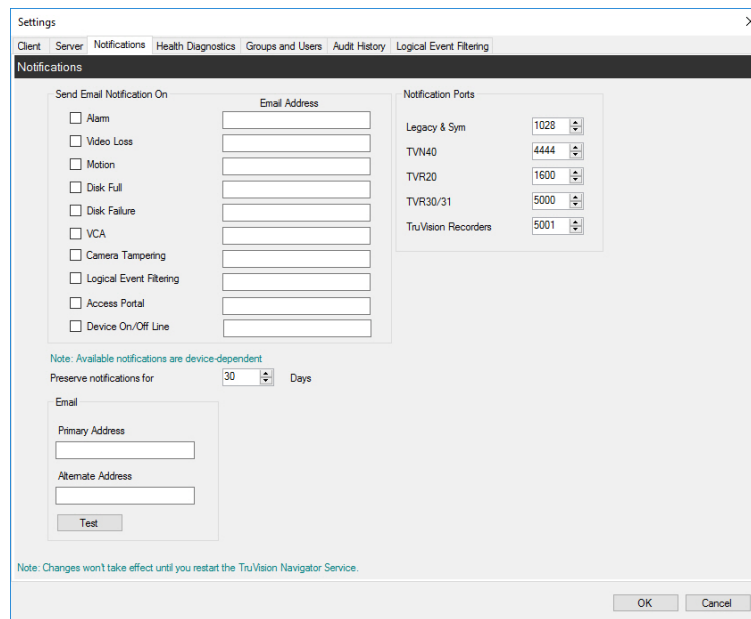 Settings
Client Server Notifications Health Diagnostics Groups and Users Audit History Logical Event Filtering
Notifications
Send Email Notification On
Email Address
Alarm
Video Loss
Motion
Disk Full
Disk Failure
VCA
Camera Tampering
Logical Event Filtering
Access Portal
Device On/Off Line
Notification Ports
Legacy & Sym 1028
TVN40 4444
TVR20 1600
TVR30/31 5000
TruVision Recorders 5001
Note: Available notifications are device-dependent
Preserve notifications for 30 Days
Email
Primary Address
Alternate Address
Test
Note: Changes won't take effect until you restart the TruVision Navigator Service.
OK Cancel